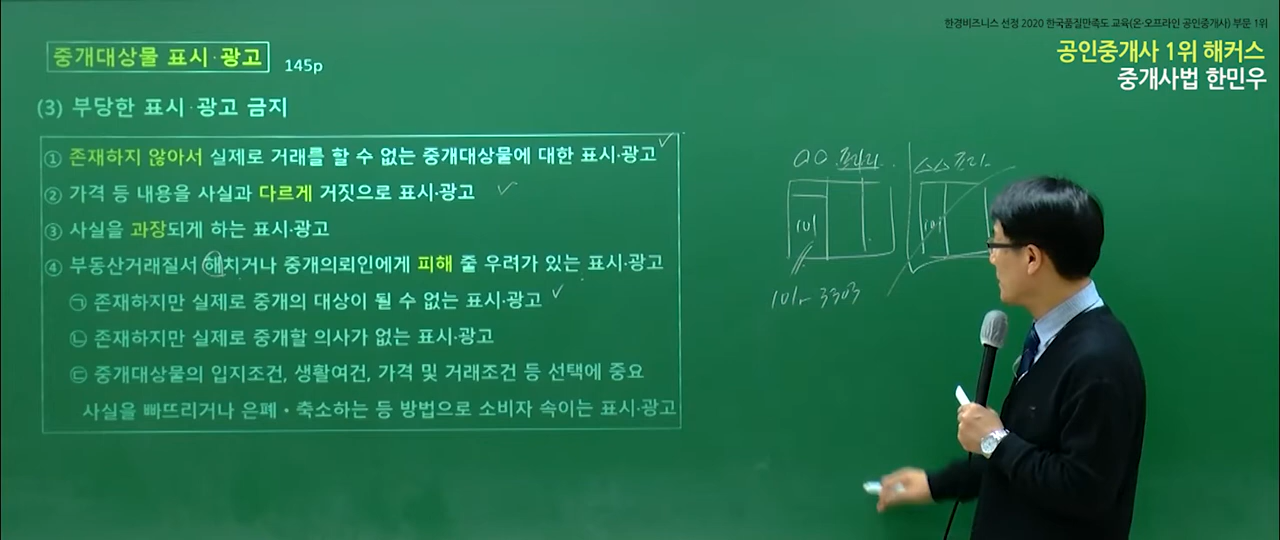 한경비즈니스 선정 2020 한국품질만족도 교육(온·오프라인 공인중개사) 부문 1위
공인중개사 1위 해커스
중개사법 한민우
중개대상물 표시·광고 145p
(3) 부당한 표시·광고 금지
① 존재하지 않아서 실제로 거래를 할 수 없는 중개대상물에 대한 표시·광고
② 가격 등 내용을 사실과 다르게 거짓으로 표시·광고
③ 사실을 과장되게 하는 표시·광고
④ 부동산거래질서 해치거나 중개의뢰인에게 피해 줄 우려가 있는 표시·광고
㉠ 존재하지만 실제로 중개의 대상이 될 수 없는 표시·광고
㉡ 존재하지만 실제로 중개할 의사가 없는 표시·광고
㉢ 중개대상물의 입지조건, 생활여건, 가격 및 거래조건 등 선택에 중요
사실을 빠뜨리거나 은폐·축소하는 등 방법으로 소비자 속이는 표시·광고
101 101